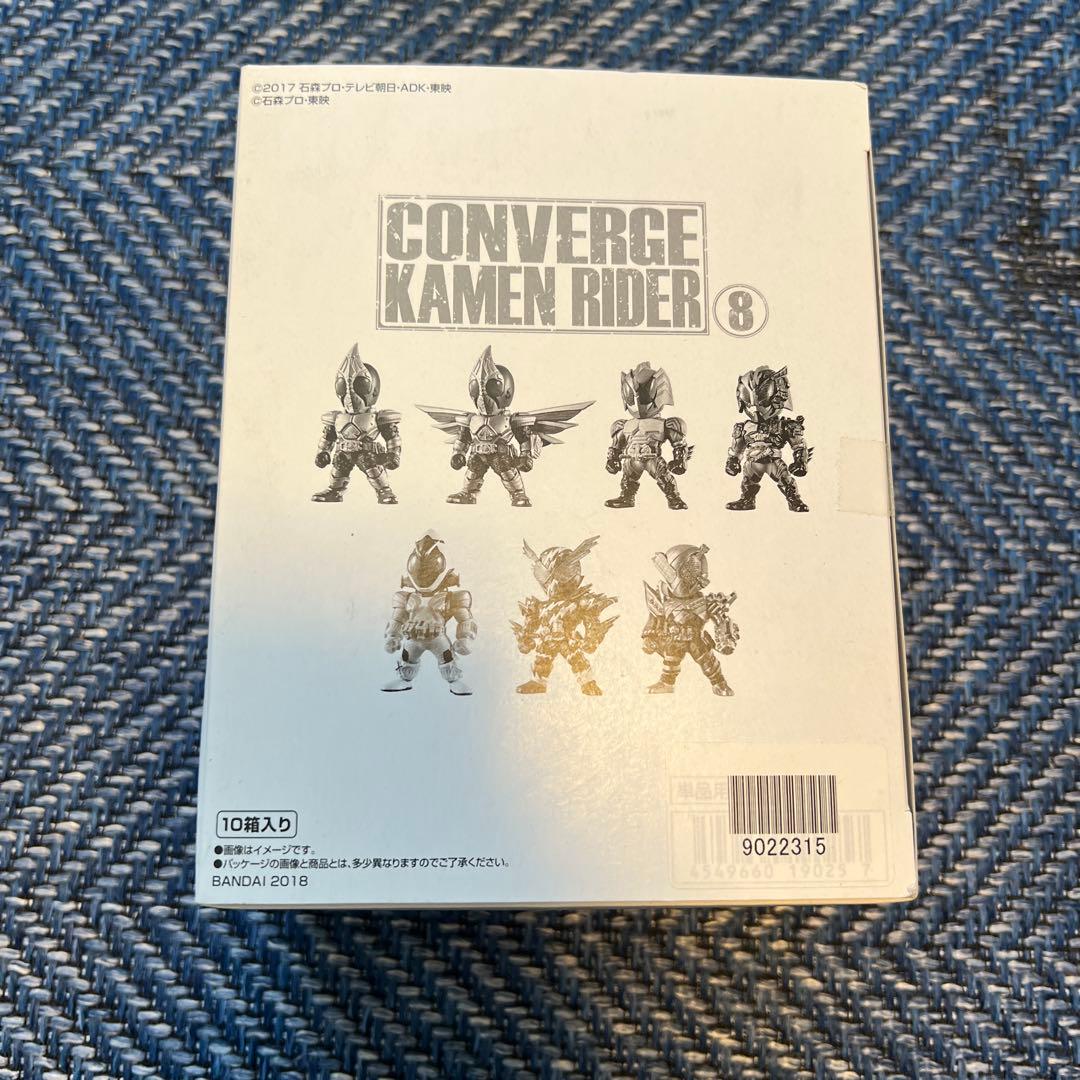 ©2017 石森プロ・テレビ朝日・ADK・東映
©石森プロ・東映
CONVERGE
KAMEN RIDER 8
10箱入り
●画像はイメージです。
●パッケージの画像と商品とは、多少異なりますのでご了承ください。
BANDAI 2018
単品用
9022315
4549660 19025 7